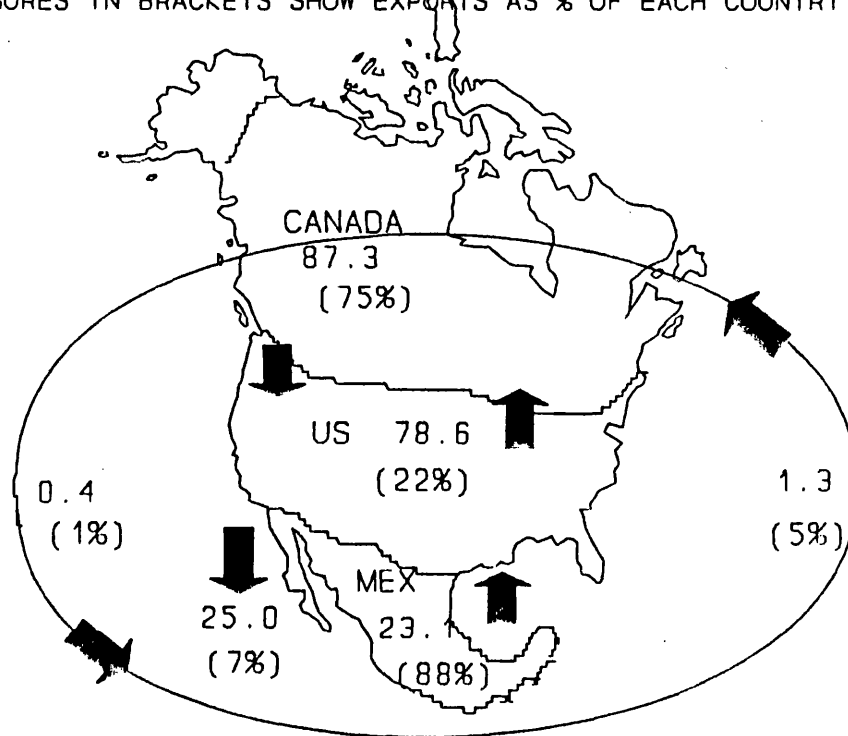 IN BRACKETS SHOW EXPORTS AS % OF EACH COUNTRY
CANADA
87.3
(75%)
US 78.6
(22%)
0.4
(1%)
1.3
(5%)
MEX
25.0
(7%)
23.1
(88%)